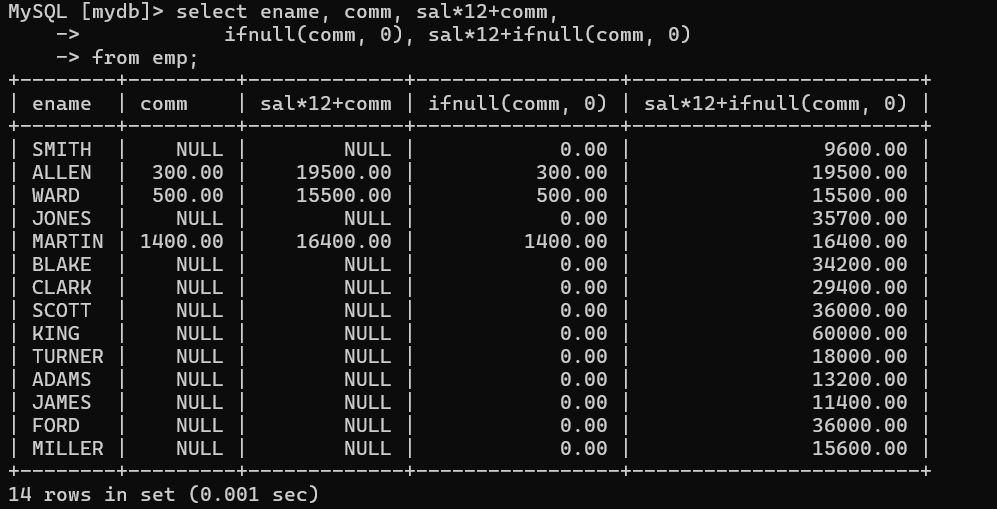 MySQL [mydb]> select ename, comm, sal*12+comm,
    ->            ifnull(comm, 0), sal*12+ifnull(comm, 0)
    -> from emp;
+--------+---------+-------------+-----------------+------------------------+
| ename  | comm    | sal*12+comm | ifnull(comm, 0) | sal*12+ifnull(comm, 0) |
+--------+---------+-------------+-----------------+------------------------+
| SMITH  |    NULL |        NULL |            0.00 |                9600.00 |
| ALLEN  |  300.00 |    19500.00 |          300.00 |               19500.00 |
| WARD   |  500.00 |    15500.00 |          500.00 |               15500.00 |
| JONES  |    NULL |        NULL |            0.00 |               35700.00 |
| MARTIN | 1400.00 |    16400.00 |         1400.00 |               16400.00 |
| BLAKE  |    NULL |        NULL |            0.00 |               34200.00 |
| CLARK  |    NULL |        NULL |            0.00 |               29400.00 |
| SCOTT  |    NULL |        NULL |            0.00 |               36000.00 |
| KING   |    NULL |        NULL |            0.00 |               60000.00 |
| TURNER |    NULL |        NULL |            0.00 |               18000.00 |
| ADAMS  |    NULL |        NULL |            0.00 |               13200.00 |
| JAMES  |    NULL |        NULL |            0.00 |               11400.00 |
| FORD   |    NULL |        NULL |            0.00 |               36000.00 |
| MILLER |    NULL |        NULL |            0.00 |               15600.00 |
+--------+---------+-------------+-----------------+------------------------+
14 rows in set (0.001 sec)